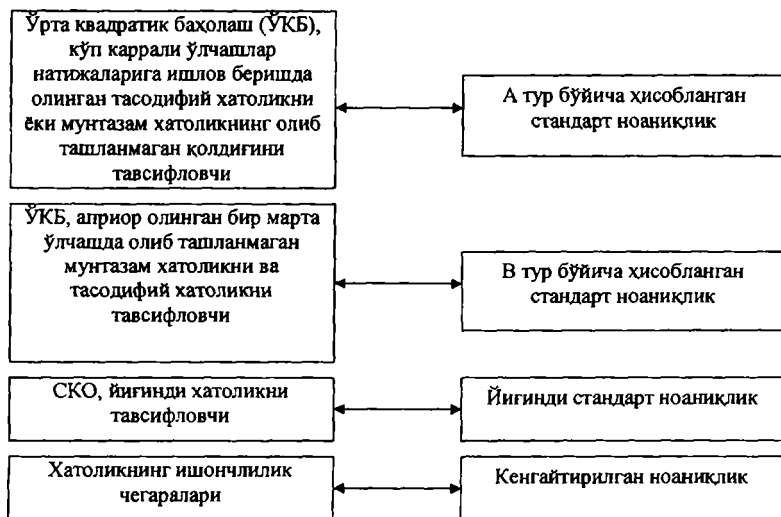 Ўрта квадратик баҳолаш (ЎКБ),
кўп каррали ўлчашлар
натижаларига ишлов беришда
олинган тасодифий хатоликни
ёки мунтазам хатоликнинг олиб
ташланмаган қолдиғини
тавсифловчи
А тур бўйича ҳисобланган
стандарт ноаниқлик
ЎКБ, априор олинган бир марта
ўлчашда олиб ташланмаган
мунтазам хатоликни ва
тасодифий хатоликни
тавсифловчи
В тур бўйича ҳисобланган
стандарт ноаниқлик
СКО, йиғинди хатоликни
тавсифловчи
Йиғинди стандарт ноаниқлик
Хатоликнинг ишончлилик
чегаралари
Кенгайтирилган ноаниқлик